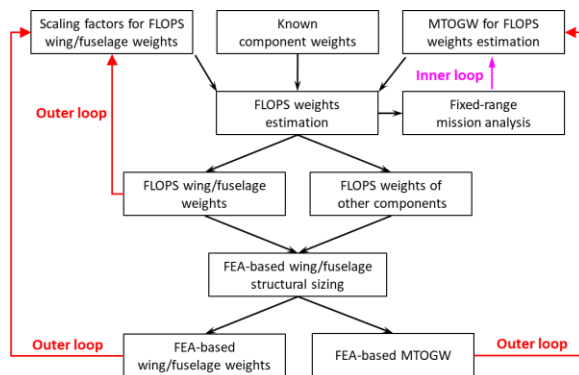 Scaling factors for FLOPS
wing/fuselage weights
Known
component weights
MTOGW for FLOPS
weights estimation
Inner loop
Outer loop
FLOPS weights
estimation
Fixed-range
mission analysis
FLOPS wing/fuselage
weights
FLOPS weights of
other components
FEA-based wing/fuselage
structural sizing
Outer loop
FEA-based
wing/fuselage weights
FEA-based MTOGW
Outer loop